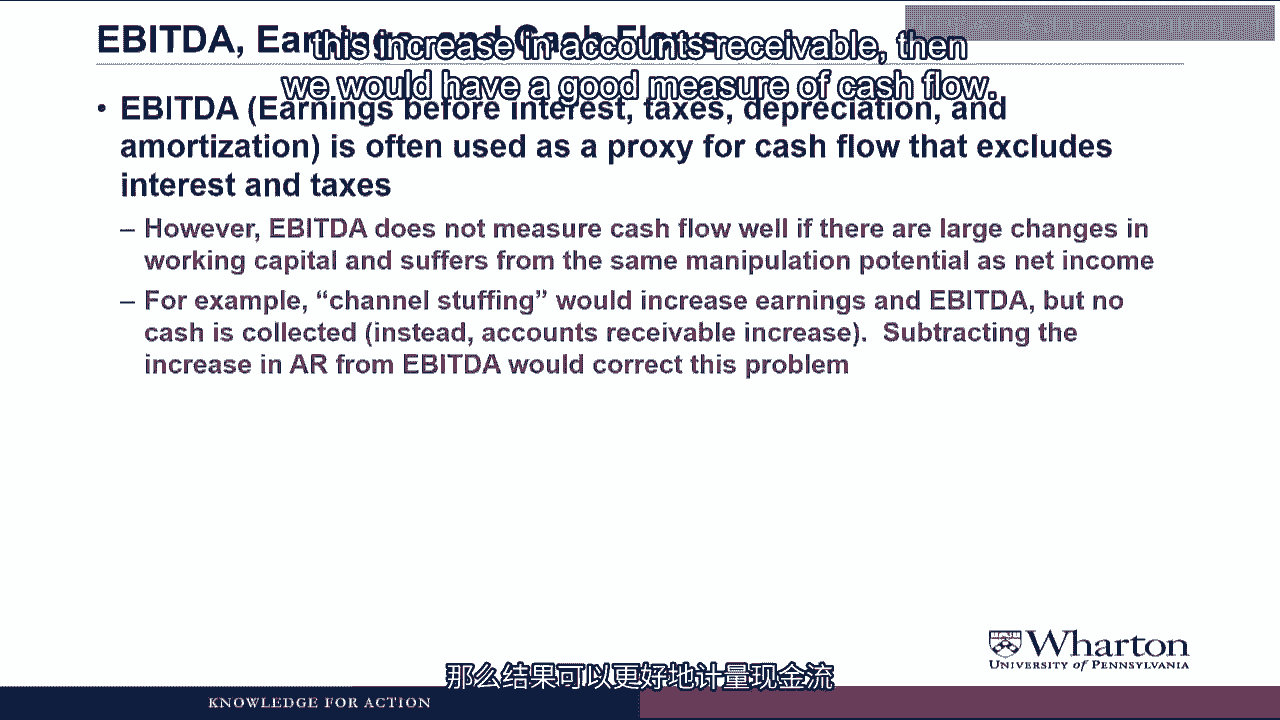 EBITDA, Earnings, and Cash Flows
this increase in accounts receivable, then
we would have a good measure of cash flow.
• EBITDA (Earnings before interest, taxes, depreciation, and
amortization) is often used as a proxy for cash flow that excludes
interest and taxes
– However, EBITDA does not measure cash flow well if there are large changes in
working capital and suffers from the same manipulation potential as net income
– For example, “channel stuffing” would increase earnings and EBITDA, but no
cash is collected (instead, accounts receivable increase). Subtracting the
increase in AR from EBITDA would correct this problem
Wharton
UNIVERSITY of PENNSYLVANIA
那么结果可以更好地计量现金流
KNOWLEDGE FOR ACTION